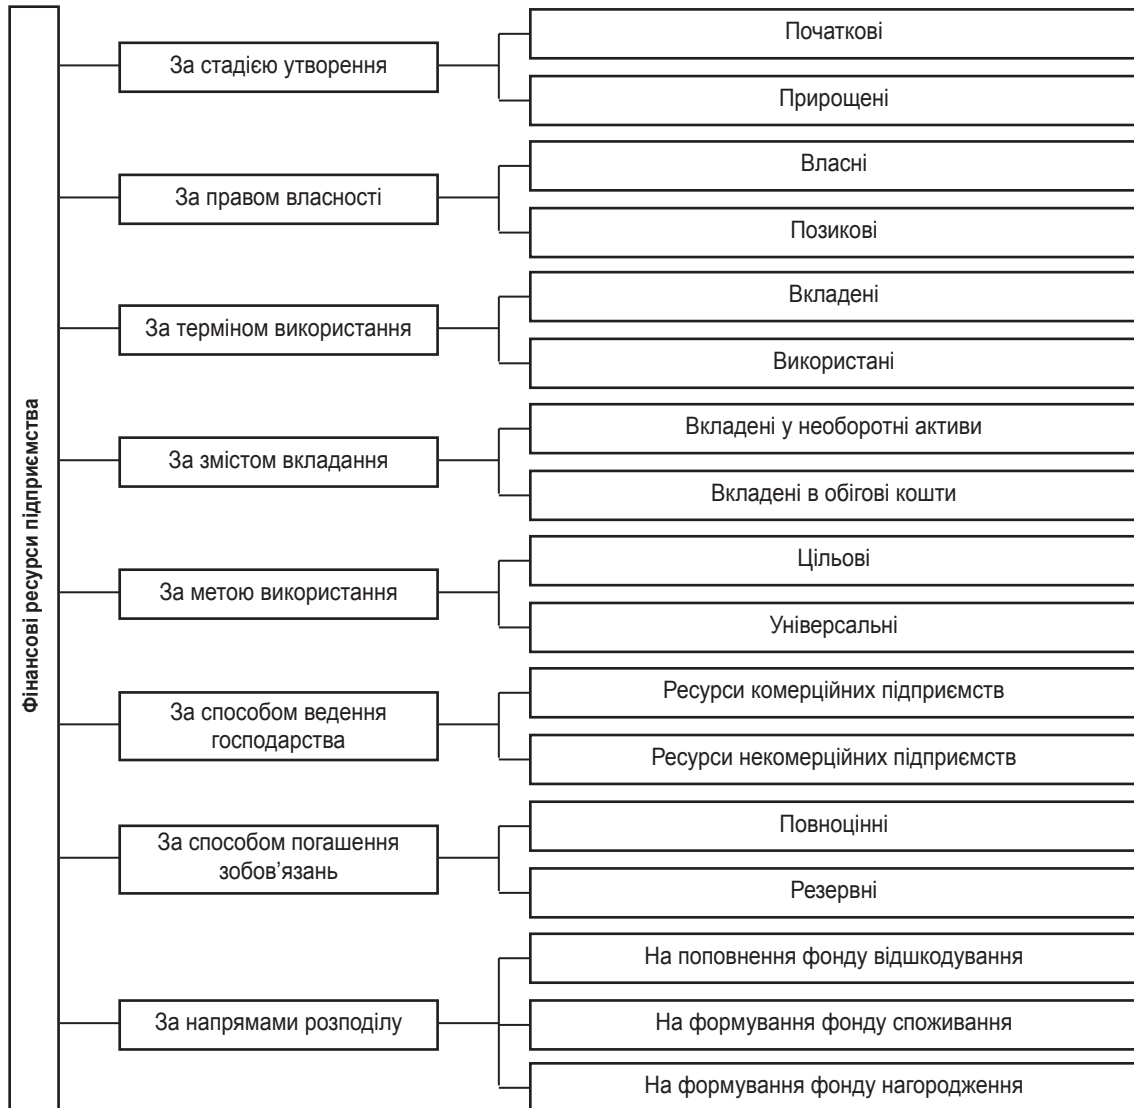 Фінансові ресурси підприємства
За стадією утворення
Початкові
Прирощені
За правом власності
Власні
Позикові
За терміном використання
Вкладені
Використані
За змістом вкладання
Вкладені у необоротні активи
Вкладені в обігові кошти
За метою використання
Цільові
Універсальні
За способом ведення
господарства
Ресурси комерційних підприємств
Ресурси некомерційних підприємств
За способом погашення
зобов’язань
Повноцінні
Резервні
За напрямами розподілу
На поповнення фонду відшкодування
На формування фонду споживання
На формування фонду нагородження